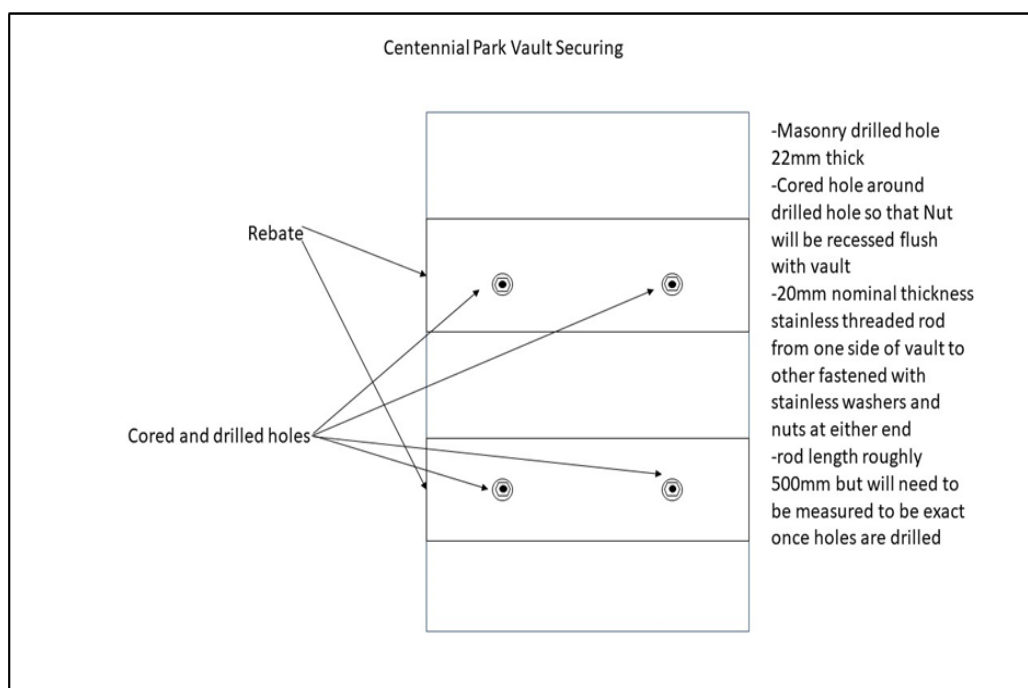 Centennial Park Vault Securing
Rebate
Cored and drilled holes
-Masonry drilled hole
22mm thick
-Cored hole around
drilled hole so that Nut
will be recessed flush
with vault
-20mm nominal thickness
stainless threaded rod
from one side of vault to
other fastened with
stainless washers and
nuts at either end
-rod length roughly
500mm but will need to
be measured to be exact
once holes are drilled